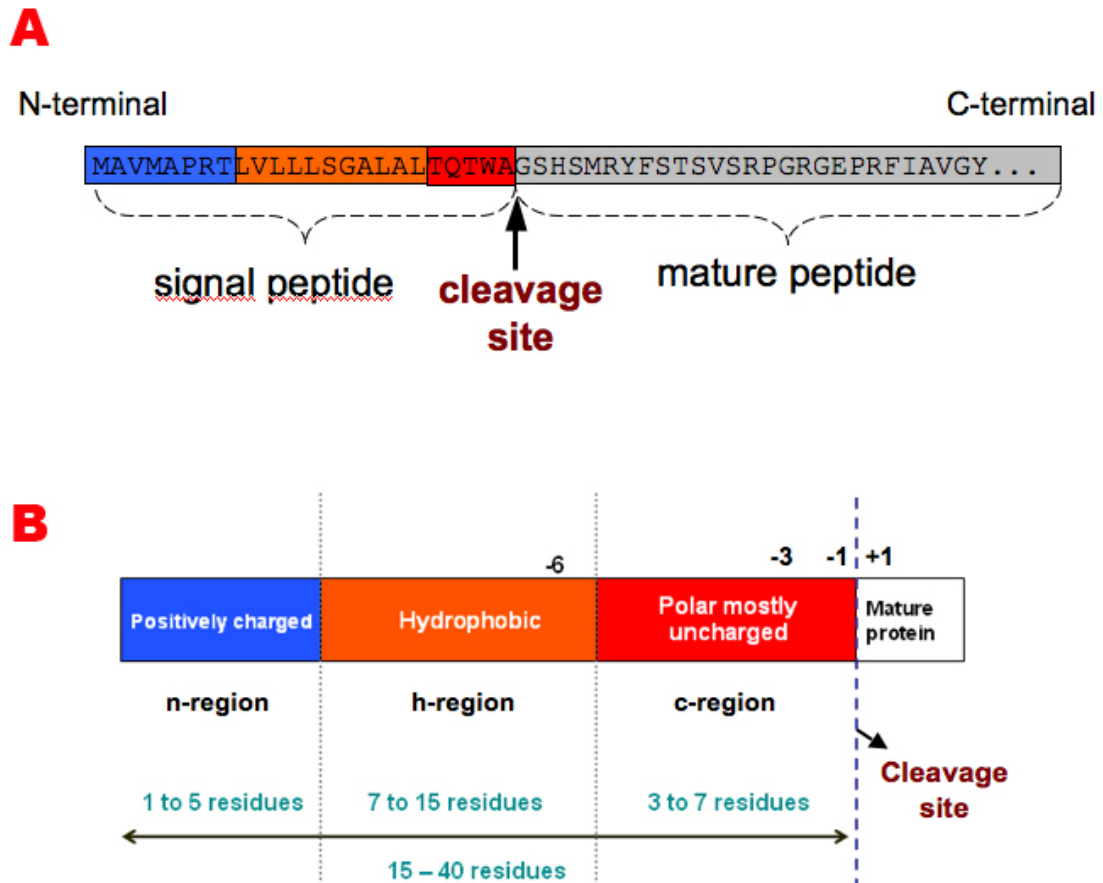 A
N-terminal
C-terminal
MAVMAPRTLVLLLSGALALTQTWAGSHSMRYFSTSVSRPGRGEPRFIAVGY...
signal peptide
cleavage
site
mature peptide
B
-6
-3
-1
+1
Positively charged
Hydrophobic
Polar mostly
uncharged
Mature
protein
n-region
h-region
c-region
Cleavage
site
1 to 5 residues
7 to 15 residues
3 to 7 residues
15 – 40 residues